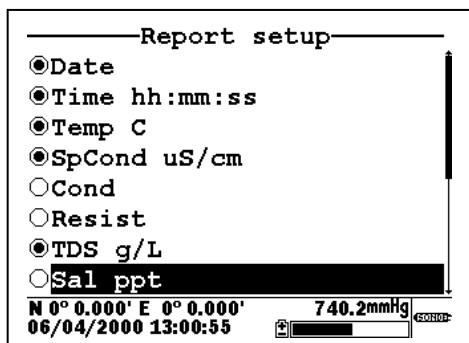 Report setup
Date
Time hh:mm:ss
Temp C
SpCond uS/cm
Cond
Resist
TDS g/L
Sal ppt
N 0° 0.000' E 0° 0.000' 740.2mmHg
06/04/2000 13:00:55